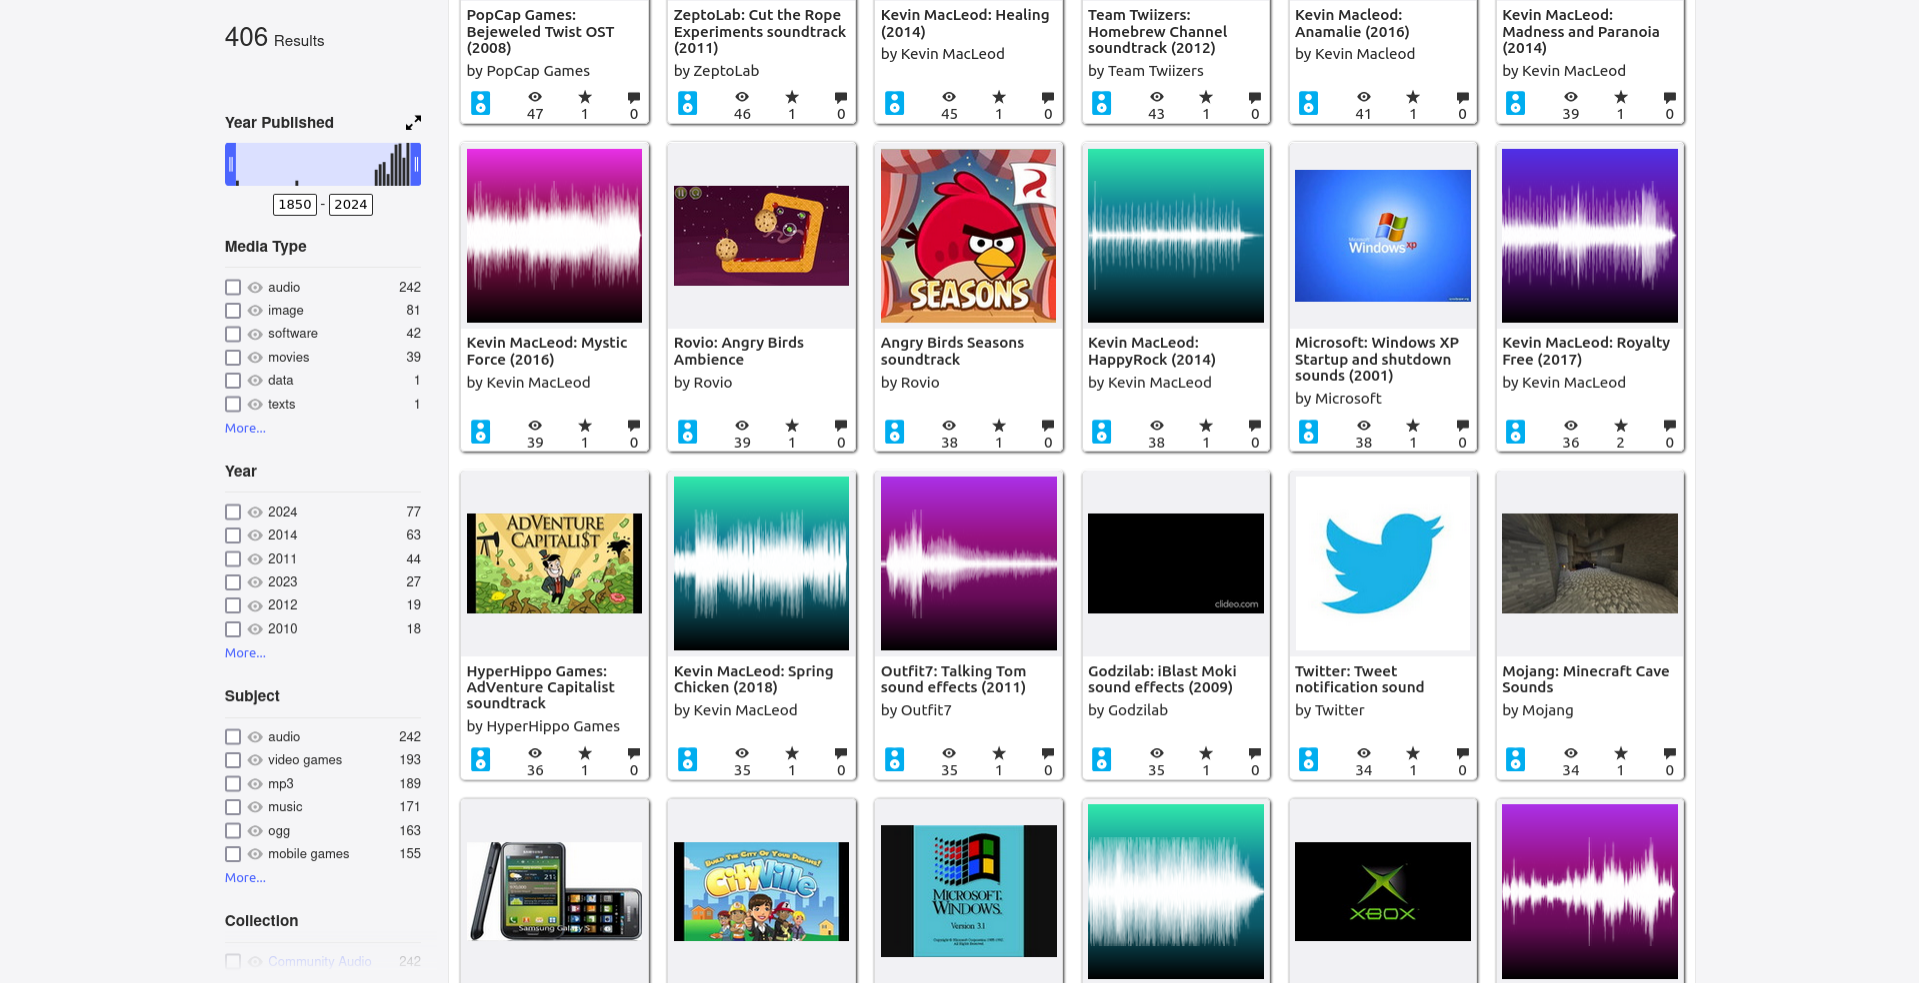 406 Results
Year Published
1850 - 2024
Media Type
audio 242
image 81
software 42
movies 39
data 1
texts 1
More...
Year
2024 77
2014 63
2011 44
2023 27
2012 19
2010 18
More...
Subject
audio 242
video games 193
mp3 189
music 171
ogg 163
mobile games 155
More...
Collection
Community Audio 242
PopCap Games:
Bejeweled Twist OST
(2008)
by PopCap Games
47 1 0
ZeptoLab: Cut the Rope
Experiments soundtrack
(2011)
by ZeptoLab
46 1 0
Kevin MacLeod: Healing
(2014)
by Kevin MacLeod
45 1 0
Team Twiizers:
Homebrew Channel
soundtrack (2012)
by Team Twiizers
43 1 0
Kevin Macleod:
Anamalie (2016)
by Kevin Macleod
41 1 0
Kevin MacLeod:
Madness and Paranoia
(2014)
by Kevin MacLeod
39 1 0
Kevin MacLeod: Mystic
Force (2016)
by Kevin MacLeod
39 1 0
Rovio: Angry Birds
Ambience
by Rovio
39 1 0
SEASONS
Angry Birds Seasons
soundtrack
by Rovio
38 1 0
Kevin MacLeod:
HappyRock (2014)
by Kevin MacLeod
38 1 0
Microsoft
Windows xp
Microsoft: Windows XP
Startup and shutdown
sounds (2001)
by Microsoft
38 1 0
Kevin MacLeod: Royalty
Free (2017)
by Kevin MacLeod
36 2 0
ADVENTURE
CAPITALI$T
HyperHippo Games:
AdVenture Capitalist
soundtrack
by HyperHippo Games
36 1 0
Kevin MacLeod: Spring
Chicken (2018)
by Kevin MacLeod
35 1 0
Outfit7: Talking Tom
sound effects (2011)
by Outfit7
35 1 0
clideo.com
Godzilab: iBlast Moki
sound effects (2009)
by Godzilab
35 1 0
Twitter: Tweet
notification sound
by Twitter
34 1 0
Mojang: Minecraft Cave
Sounds
by Mojang
34 1 0
Samsung Galaxy S
BUILD THE CITY OF YOUR DREAMS!
CityVille
MICROSOFT.
WINDOWS.
Version 3.1
XBOX